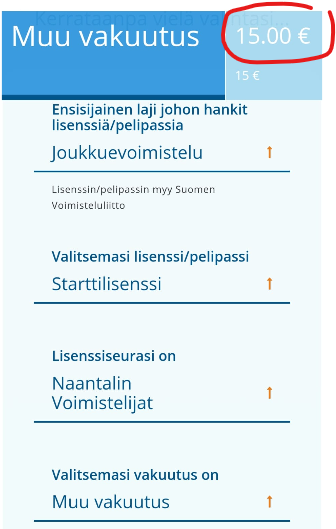 Kerrataanpa vielä valintasi...
Muu vakuutus
15.00 €
15 €
Ensisijainen laji johon hankit
lisenssiä/pelipassia
Joukkuevoimistelu
Lisenssin/pelipassin myy Suomen
Voimisteluliitto
Valitsemasi lisenssi/pelipassi
Starttilisenssi
Lisenssiseurasi on
Naantalin
Voimistelijat
Valitsemasi vakuutus on
Muu vakuutus